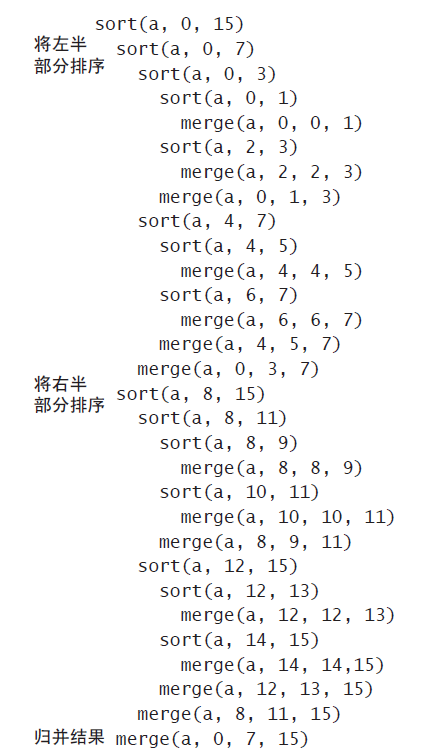 sort(a, 0, 15)
将左半
部分排序
sort(a, 0, 7)
sort(a, 0, 3)
sort(a, 0, 1)
merge(a, 0, 0, 1)
sort(a, 2, 3)
merge(a, 2, 2, 3)
merge(a, 0, 1, 3)
sort(a, 4, 7)
sort(a, 4, 5)
merge(a, 4, 4, 5)
sort(a, 6, 7)
merge(a, 6, 6, 7)
merge(a, 4, 5, 7)
merge(a, 0, 3, 7)
将右半
部分排序
sort(a, 8, 15)
sort(a, 8, 11)
sort(a, 8, 9)
merge(a, 8, 8, 9)
sort(a, 10, 11)
merge(a, 10, 10, 11)
merge(a, 8, 9, 11)
sort(a, 12, 15)
sort(a, 12, 13)
merge(a, 12, 12, 13)
sort(a, 14, 15)
merge(a, 14, 14,15)
merge(a, 12, 13, 15)
merge(a, 8, 11, 15)
归并结果 merge(a, 0, 7, 15)